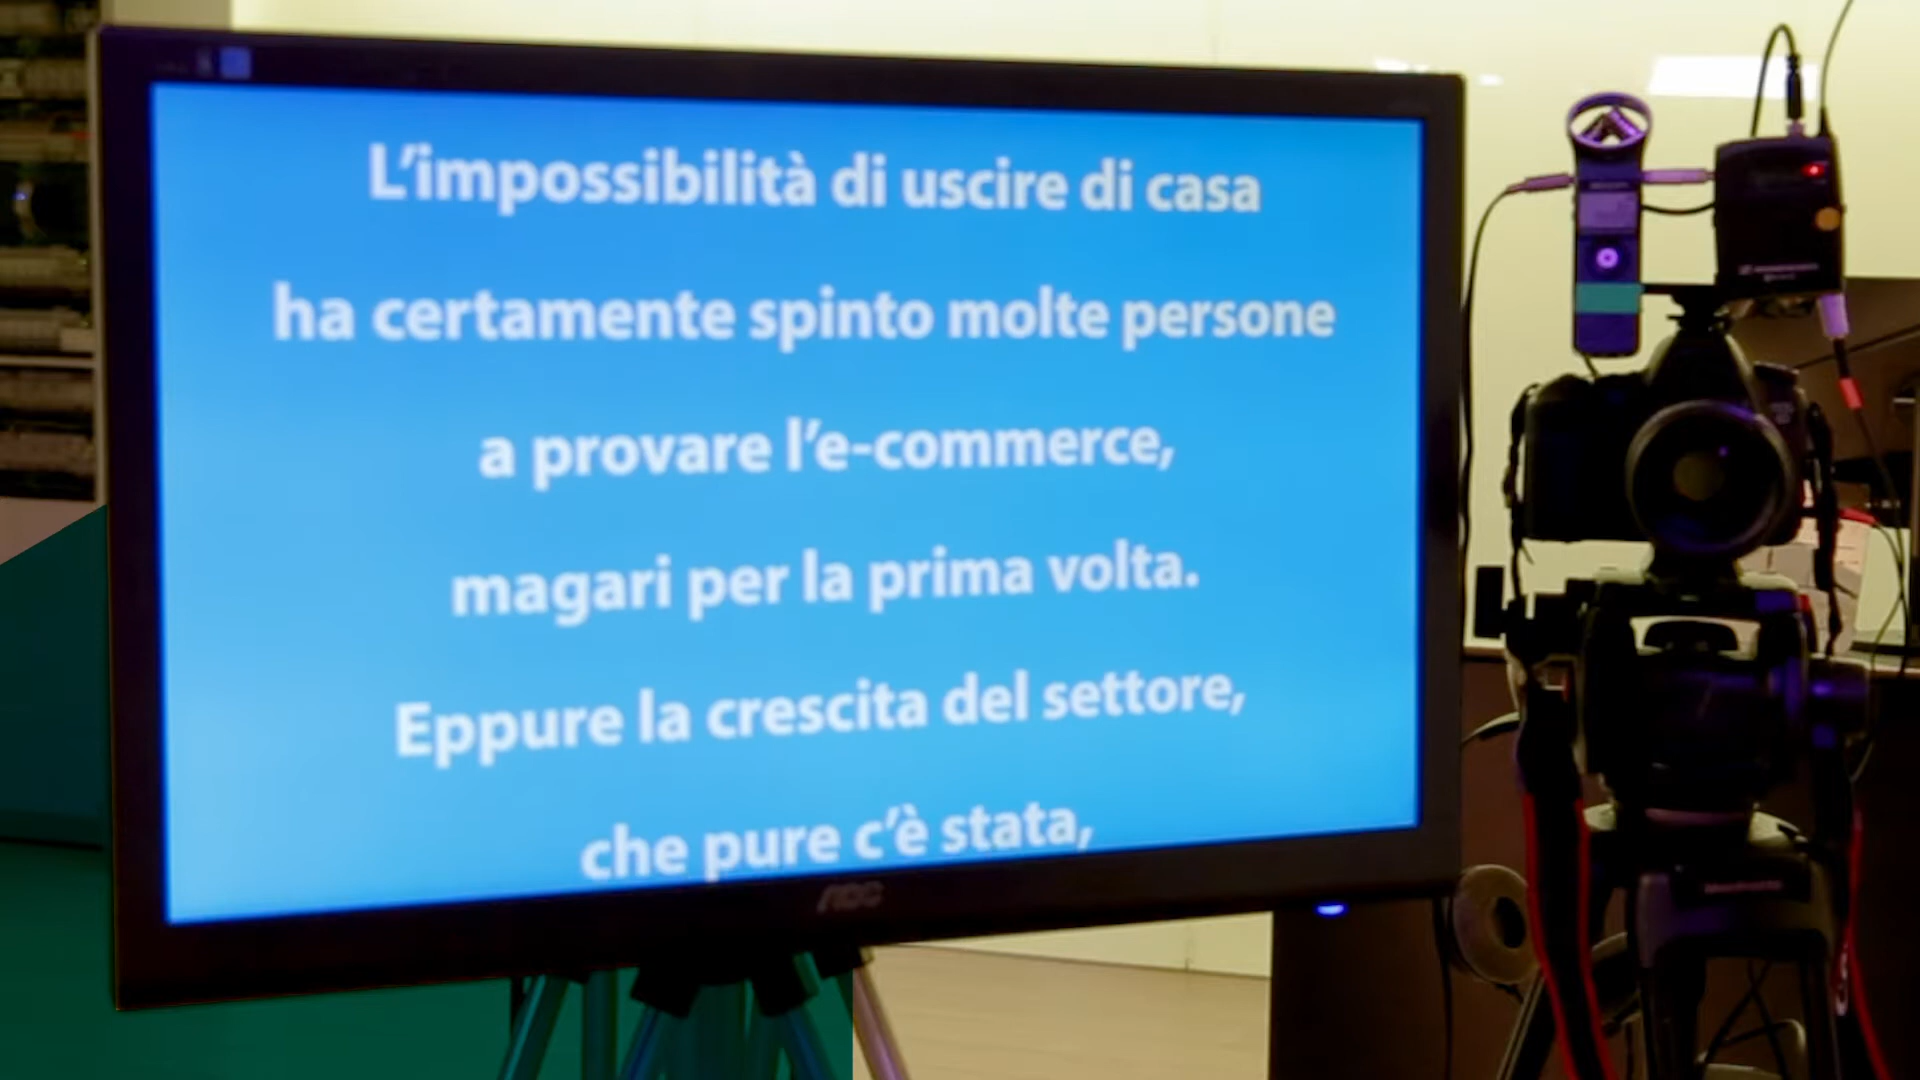 L’impossibilità di uscire di casa
ha certamente spinto molte persone
a provare l’e-commerce,
magari per la prima volta.
Eppure la crescita del settore,
che pure c’è stata,
AOC